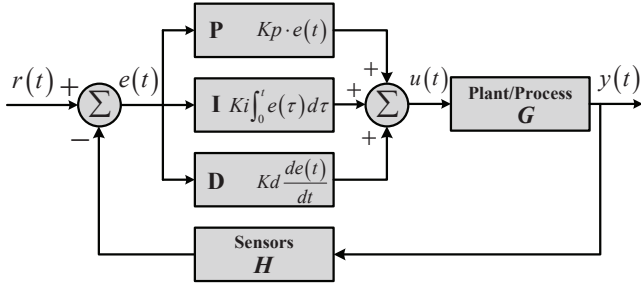 P Kp · e(t)
r(t) + ∑ e(t)
−
I Ki∫₀ᵗ e(τ)dτ
D Kd de(t)/dt
+ + +
∑ u(t)
Plant/Process
G
y(t)
Sensors
H